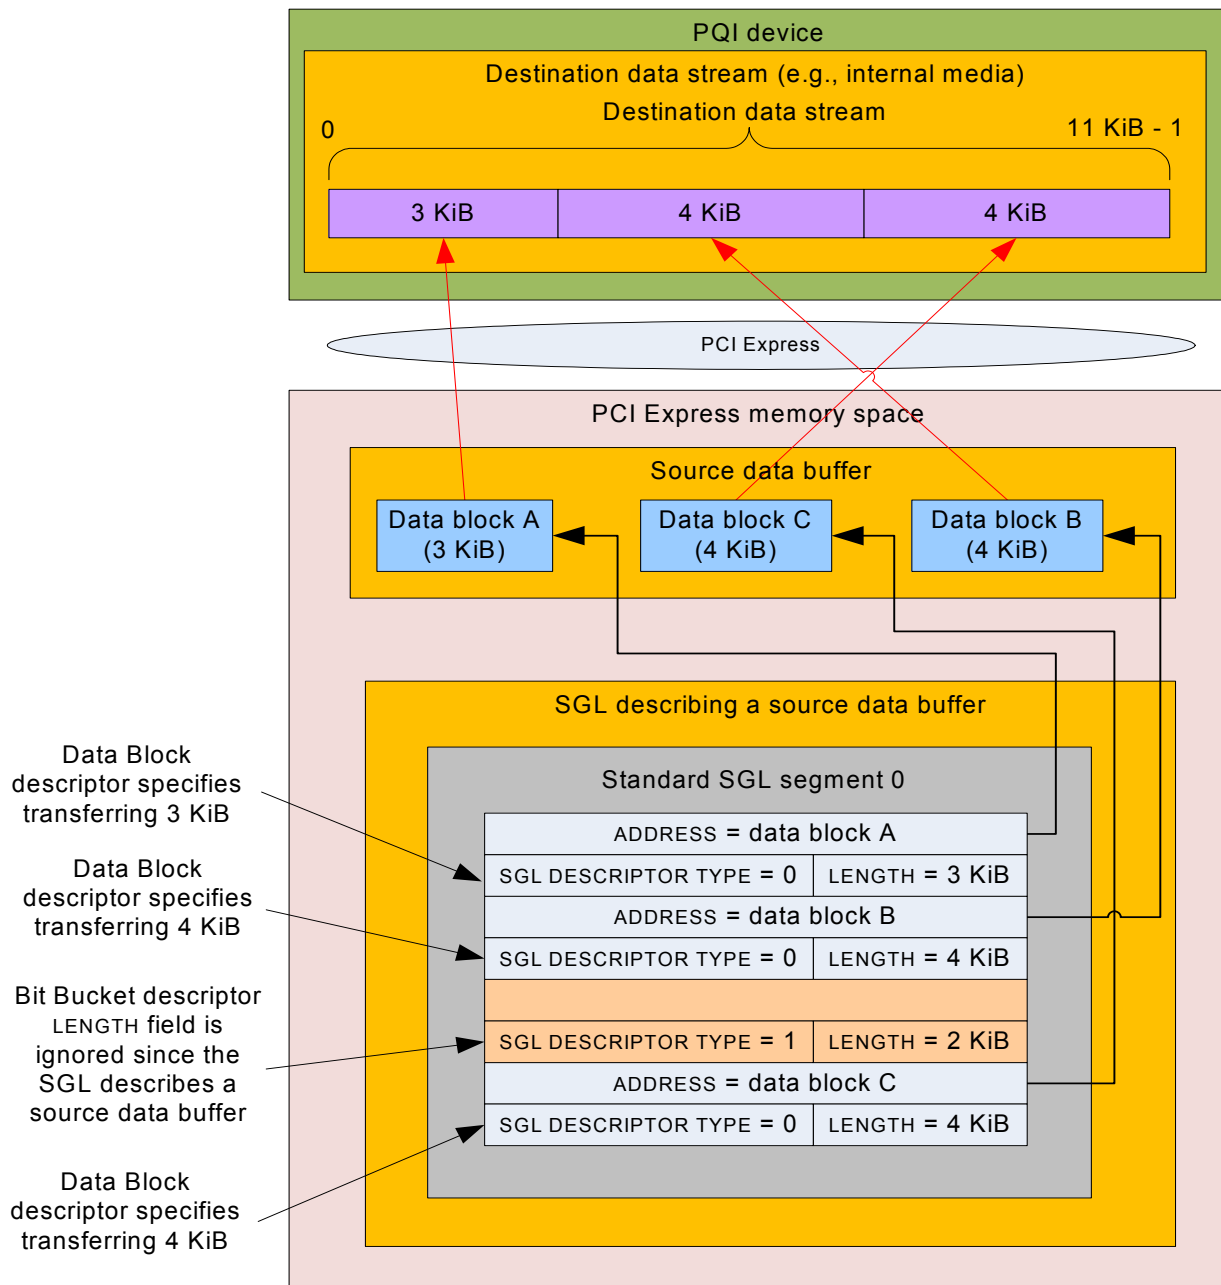 PQI device
Destination data stream (e.g., internal media)
Destination data stream
0
11 KiB - 1
3 KiB
4 KiB
4 KiB
PCI Express
PCI Express memory space
Source data buffer
Data block A
(3 KiB)
Data block C
(4 KiB)
Data block B
(4 KiB)
SGL describing a source data buffer
Standard SGL segment 0
ADDRESS = data block A
SGL DESCRIPTOR TYPE = 0
LENGTH = 3 KiB
ADDRESS = data block B
SGL DESCRIPTOR TYPE = 0
LENGTH = 4 KiB
SGL DESCRIPTOR TYPE = 1
LENGTH = 2 KiB
ADDRESS = data block C
SGL DESCRIPTOR TYPE = 0
LENGTH = 4 KiB
Data Block
descriptor specifies
transferring 3 KiB
Data Block
descriptor specifies
transferring 4 KiB
Bit Bucket descriptor
LENGTH field is
ignored since the
SGL describes a
source data buffer
Data Block
descriptor specifies
transferring 4 KiB